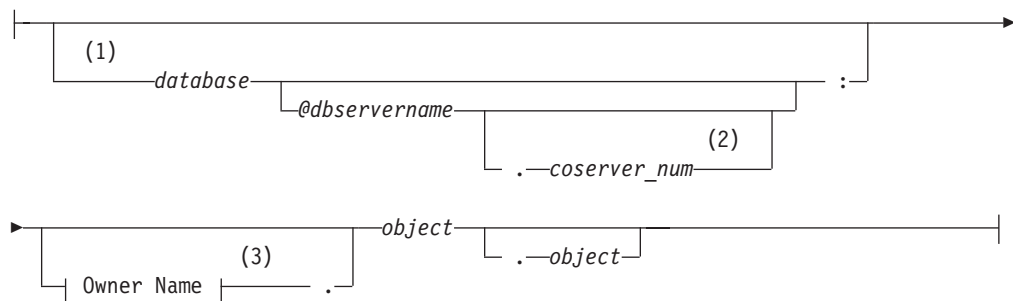 (1)
database :
@dbservername
(2)
. coserver_num
object
(3) . object
Owner Name .